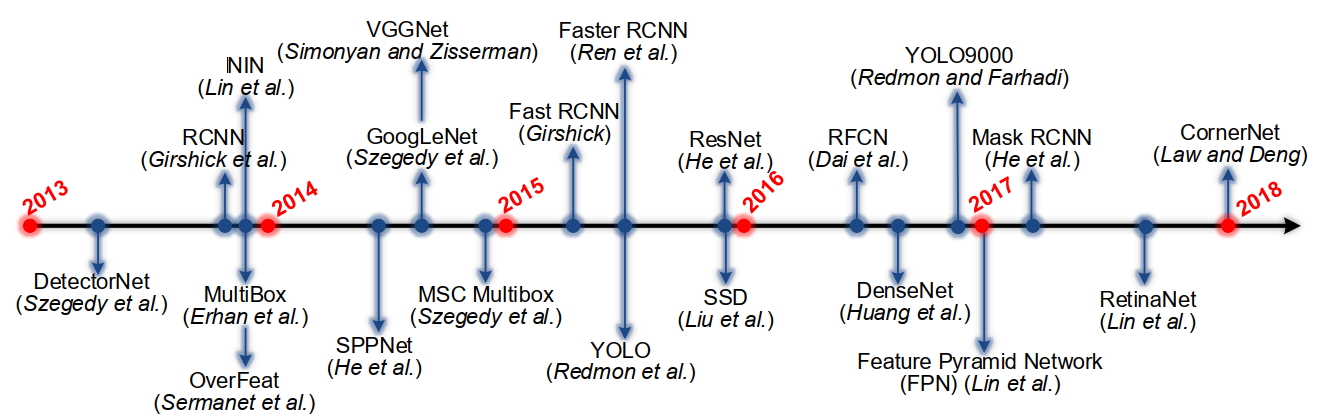 VGGNet
(Simonyan and Zisserman)
Faster RCNN
(Ren et al.)
NIN
(Lin et al.)
YOLO9000
(Redmon and Farhadi)
RCNN
(Girshick et al.)
GoogLeNet
(Szegedy et al.)
Fast RCNN
(Girshick)
ResNet
(He et al.)
RFCN
(Dai et al.)
Mask RCNN
(He et al.)
CornerNet
(Law and Deng)
2013
2014
2015
2016
2017
2018
DetectorNet
(Szegedy et al.)
MultiBox
(Erhan et al.)
MSC Multibox
(Szegedy et al.)
SSD
(Liu et al.)
DenseNet
(Huang et al.)
RetinaNet
(Lin et al.)
SPPNet
(He et al.)
YOLO
(Redmon et al.)
Feature Pyramid Network
(FPN) (Lin et al.)
OverFeat
(Sermanet et al.)